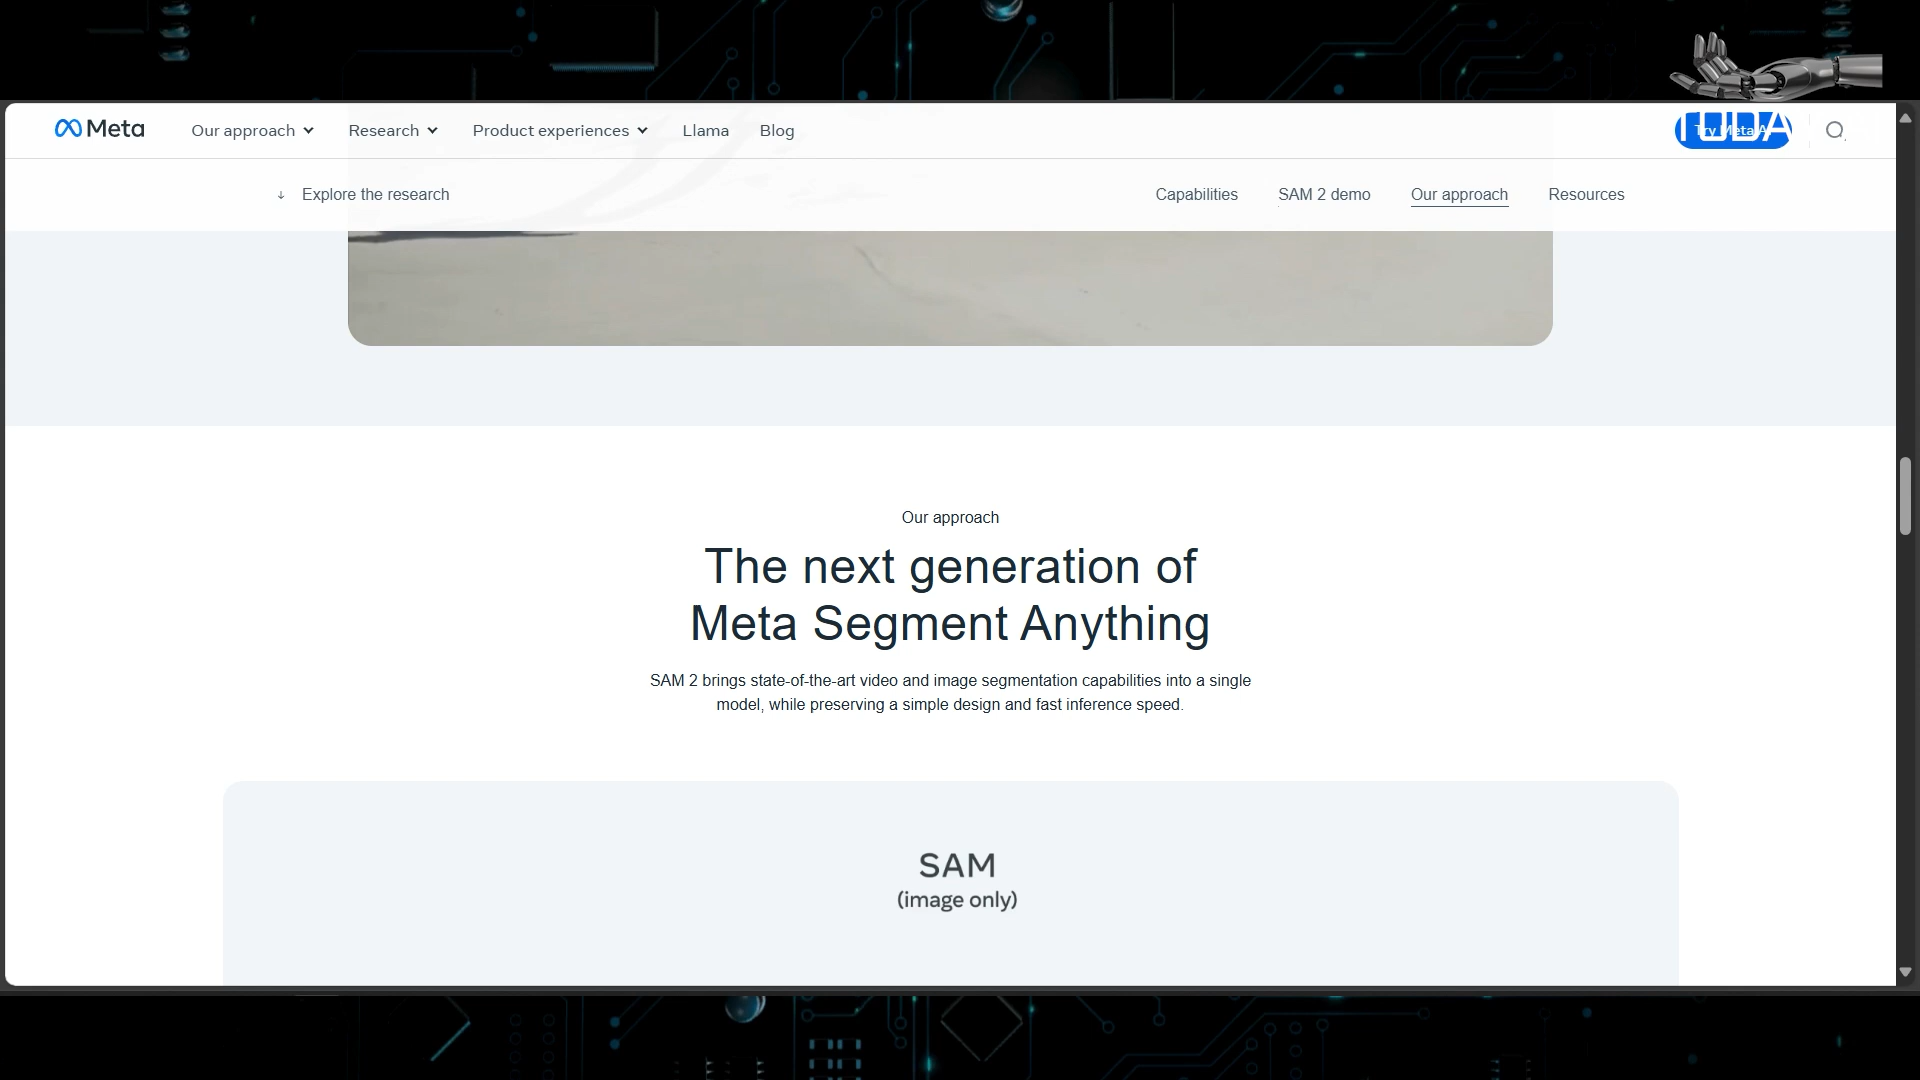 Meta
Our approach
Research
Product experiences
Llama
Blog
Explore the research
Capabilities
SAM 2 demo
Our approach
Resources
Our approach
The next generation of
Meta Segment Anything
SAM 2 brings state-of-the-art video and image segmentation capabilities into a single
model, while preserving a simple design and fast inference speed.
SAM
(image only)